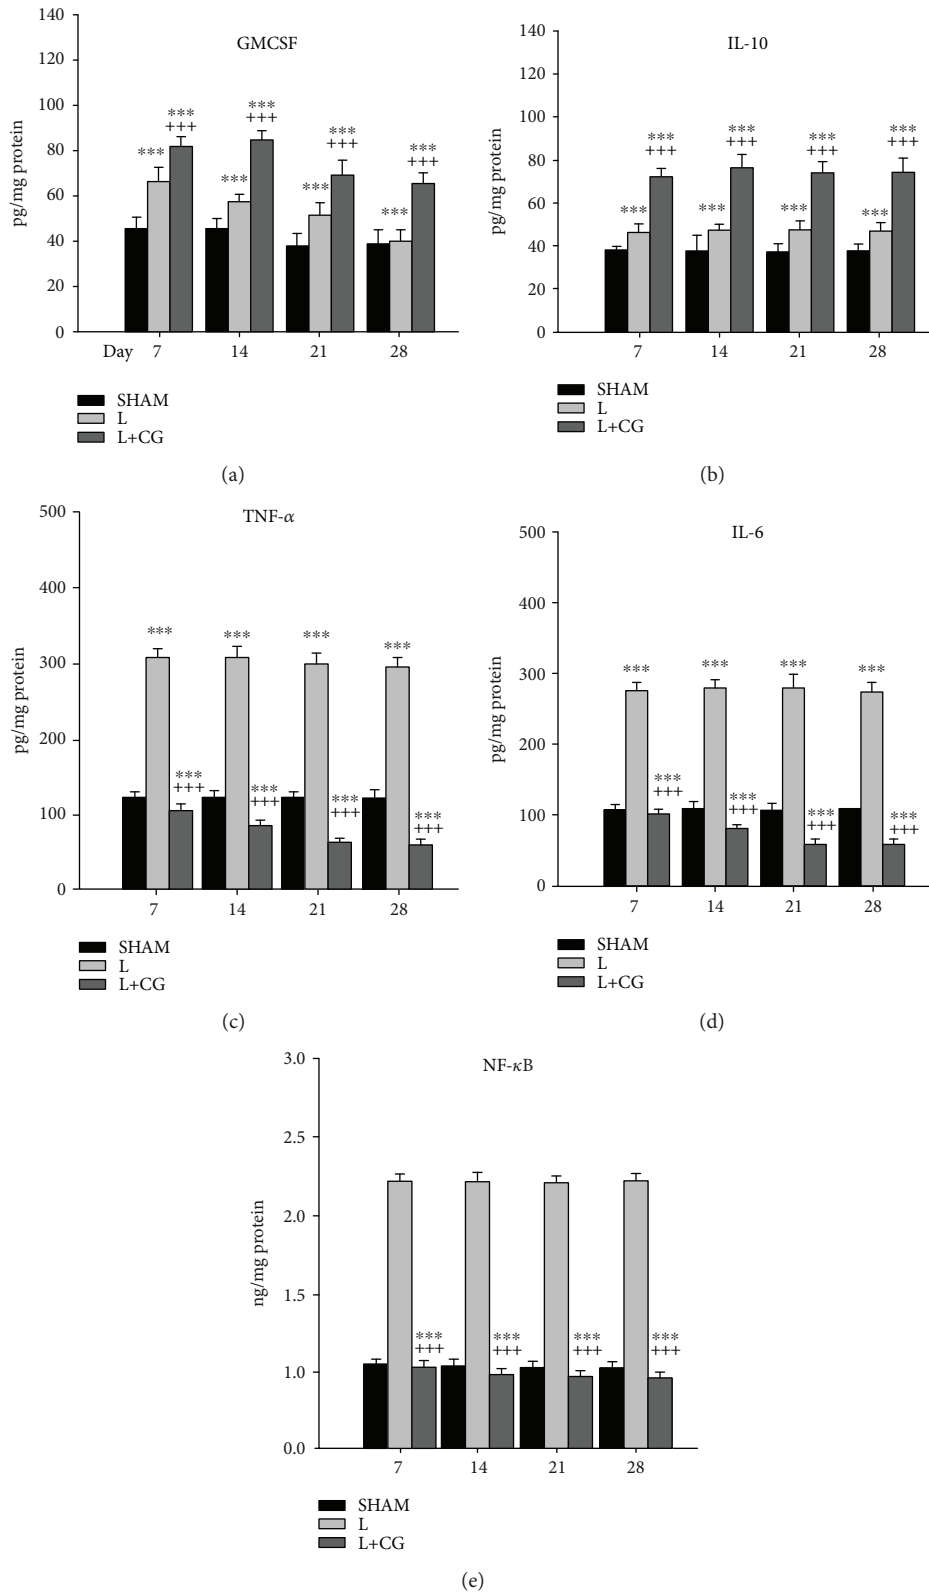 GMCSF
pg/mg protein
140
120
100
80
60
40
20
0
***
***
+++
***
***
+++
***
***
+++
***
***
+++
Day 7 14 21 28
SHAM
L
L+CG
(a)
IL-10
pg/mg protein
140
120
100
80
60
40
20
0
***
***
+++
***
***
+++
***
***
+++
***
***
+++
7 14 21 28
SHAM
L
L+CG
(b)
TNF-α
pg/mg protein
500
400
300
200
100
0
***
***
+++
***
***
+++
***
***
+++
***
***
+++
7 14 21 28
SHAM
L
L+CG
(c)
IL-6
pg/mg protein
500
400
300
200
100
0
***
***
+++
***
***
+++
***
***
+++
***
***
+++
7 14 21 28
SHAM
L
L+CG
(d)
NF-κB
ng/mg protein
3.0
2.5
2.0
1.5
1.0
0.0
***
+++
***
+++
***
+++
***
+++
7 14 21 28
SHAM
L
L+CG
(e)